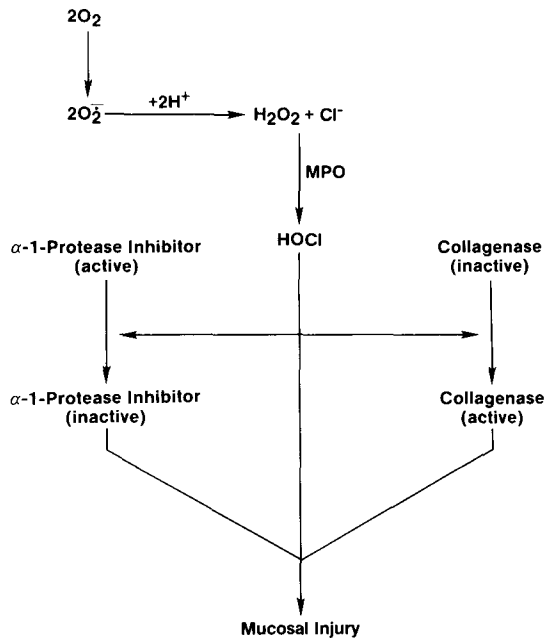 2O₂
2O₂∸ +2H⁺ H₂O₂ + Cl⁻
MPO
α-1-Protease Inhibitor
(active)
HOCl
Collagenase
(inactive)
α-1-Protease Inhibitor
(inactive)
Collagenase
(active)
Mucosal Injury